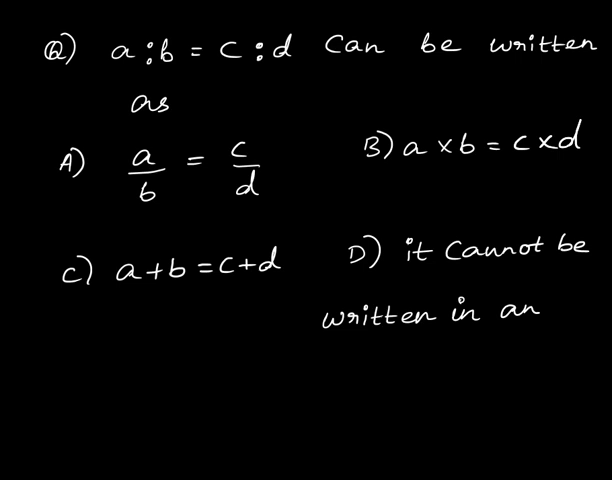 Q) a:b = c:d can be written
as
A) a/b = c/d
B) a x b = c x d
C) a+b = c+d
D) it cannot be
written in an